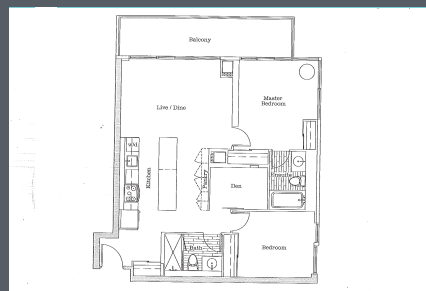 Balcony
Live / Dine
Master
Bedroom
w/d
Kitchen
Pantry
Den
Ensuite
Bath
Bedroom